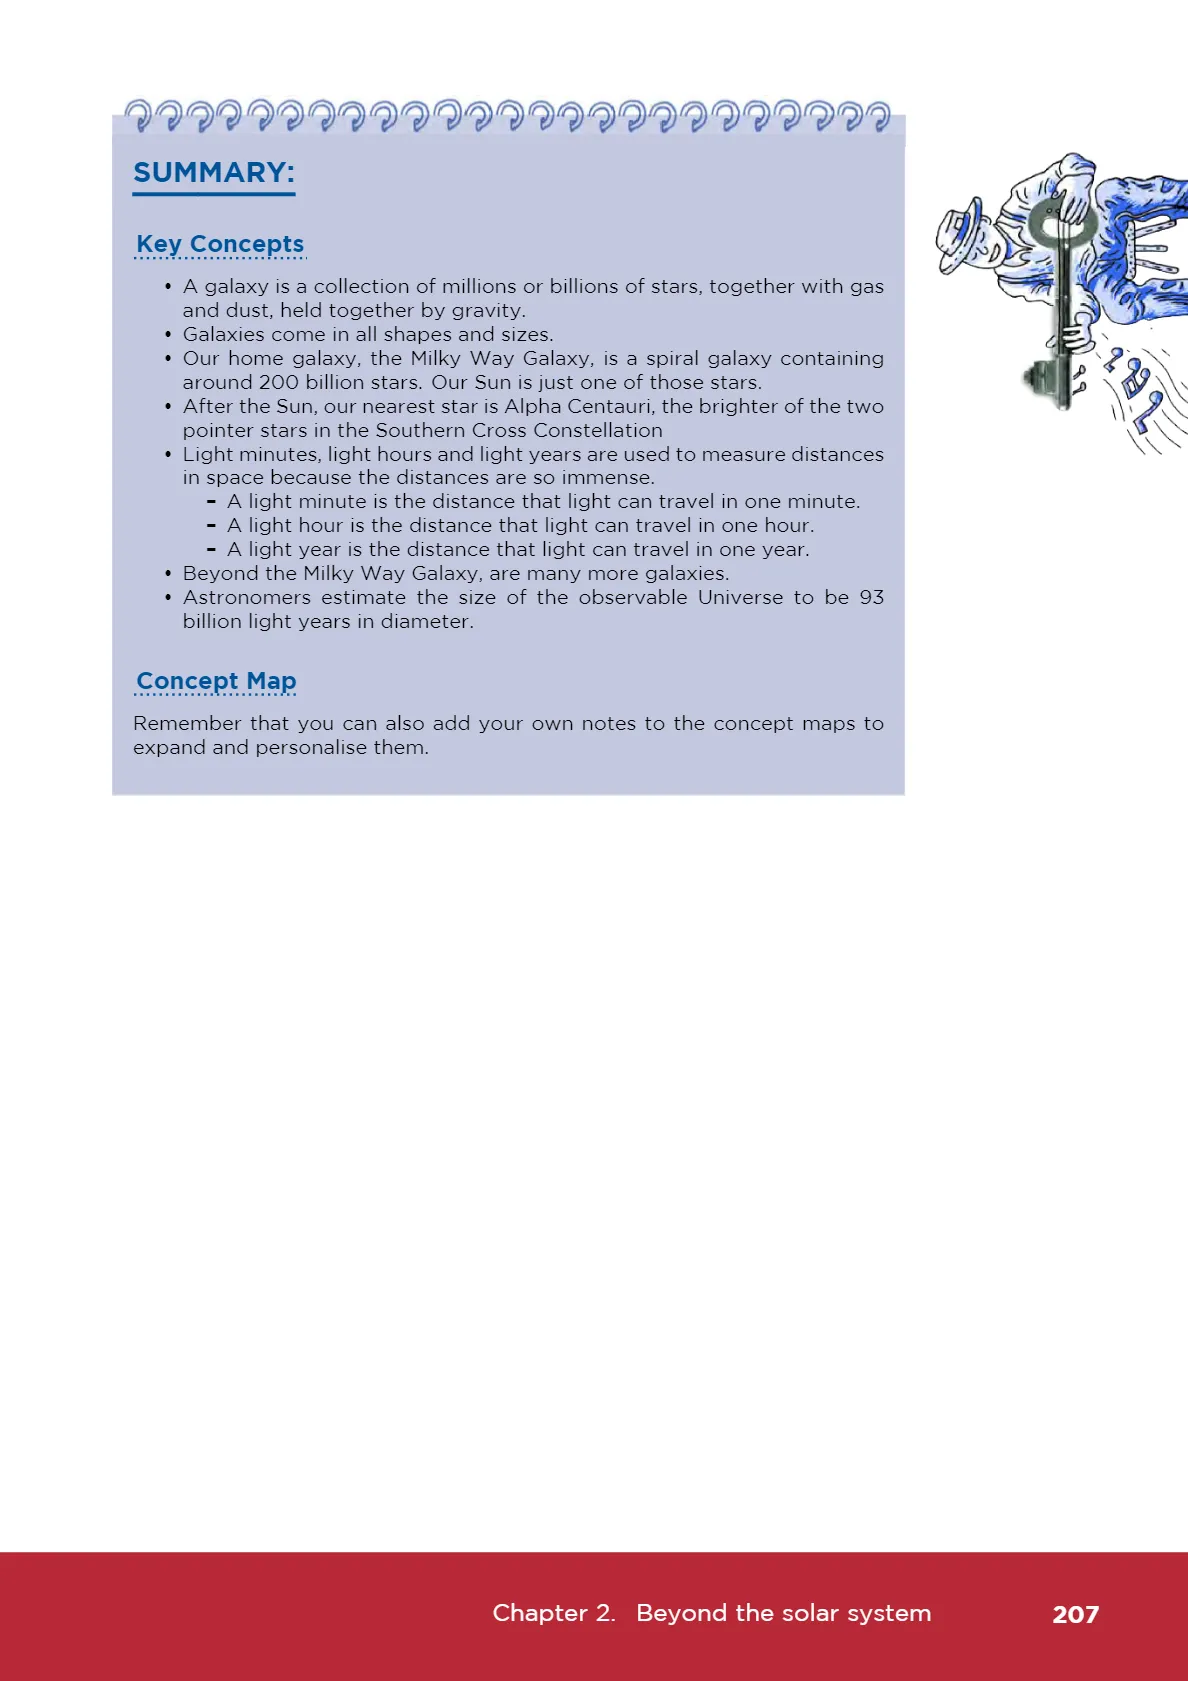 SUMMARY:
Key Concepts
• A galaxy is a collection of millions or billions of stars, together with gas
and dust, held together by gravity.
• Galaxies come in all shapes and sizes.
• Our home galaxy, the Milky Way Galaxy, is a spiral galaxy containing
around 200 billion stars. Our Sun is just one of those stars.
• After the Sun, our nearest star is Alpha Centauri, the brighter of the two
pointer stars in the Southern Cross Constellation
• Light minutes, light hours and light years are used to measure distances
in space because the distances are so immense.
– A light minute is the distance that light can travel in one minute.
– A light hour is the distance that light can travel in one hour.
– A light year is the distance that light can travel in one year.
• Beyond the Milky Way Galaxy, are many more galaxies.
• Astronomers estimate the size of the observable Universe to be 93
billion light years in diameter.
Concept Map
Remember that you can also add your own notes to the concept maps to
expand and personalise them.
Chapter 2. Beyond the solar system 207